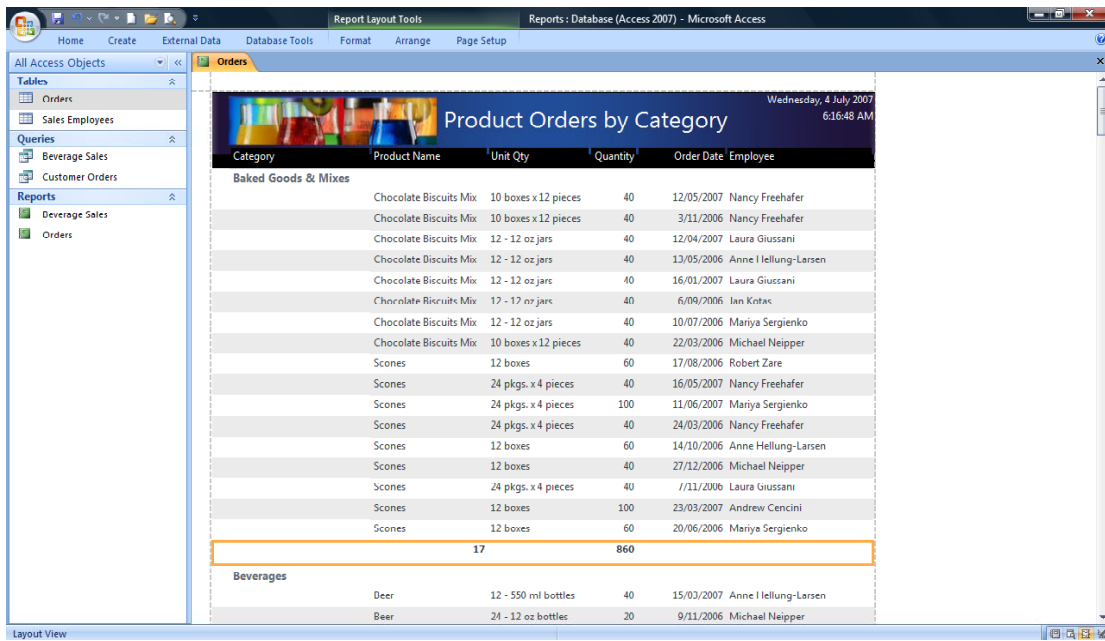 Report Layout Tools Reports : Database (Access 2007) - Microsoft Access
Home Create External Data Database Tools Format Arrange Page Setup
All Access Objects
Orders
Tables
Orders
Sales Employees
Queries
Beverage Sales
Customer Orders
Reports
Beverage Sales
Orders
Wednesday, 4 July 2007
6:16:48 AM
Product Orders by Category
Category Product Name Unit Qty Quantity Order Date Employee
Baked Goods & Mixes
Chocolate Biscuits Mix 10 boxes x 12 pieces 40 12/05/2007 Nancy Freehafer
Chocolate Biscuits Mix 10 boxes x 12 pieces 40 3/11/2006 Nancy Freehafer
Chocolate Biscuits Mix 12 - 12 oz jars 40 12/04/2007 Laura Giussani
Chocolate Biscuits Mix 12 - 12 oz jars 40 13/05/2006 Anne Hellung-Larsen
Chocolate Biscuits Mix 12 - 12 oz jars 40 16/01/2007 Laura Giussani
Chocolate Biscuits Mix 12 - 12 oz jars 40 6/09/2006 Jan Kotas
Chocolate Biscuits Mix 12 - 12 oz jars 40 10/07/2006 Mariya Sergienko
Chocolate Biscuits Mix 10 boxes x 12 pieces 40 22/03/2006 Michael Neipper
Scones 12 boxes 60 17/08/2006 Robert Zare
Scones 24 pkgs. x 4 pieces 40 16/05/2007 Nancy Freehafer
Scones 24 pkgs. x 4 pieces 100 11/06/2007 Mariya Sergienko
Scones 24 pkgs. x 4 pieces 40 24/03/2006 Nancy Freehafer
Scones 12 boxes 60 14/10/2006 Anne Hellung-Larsen
Scones 12 boxes 40 27/12/2006 Michael Neipper
Scones 24 pkgs. x 4 pieces 40 7/11/2006 Laura Giussani
Scones 12 boxes 100 23/03/2007 Andrew Cencini
Scones 12 boxes 60 20/06/2006 Mariya Sergienko
17 860
Beverages
Beer 12 - 550 ml bottles 40 15/03/2007 Anne Hellung-Larsen
Beer 24 - 12 oz bottles 20 9/11/2006 Michael Neipper
Layout View